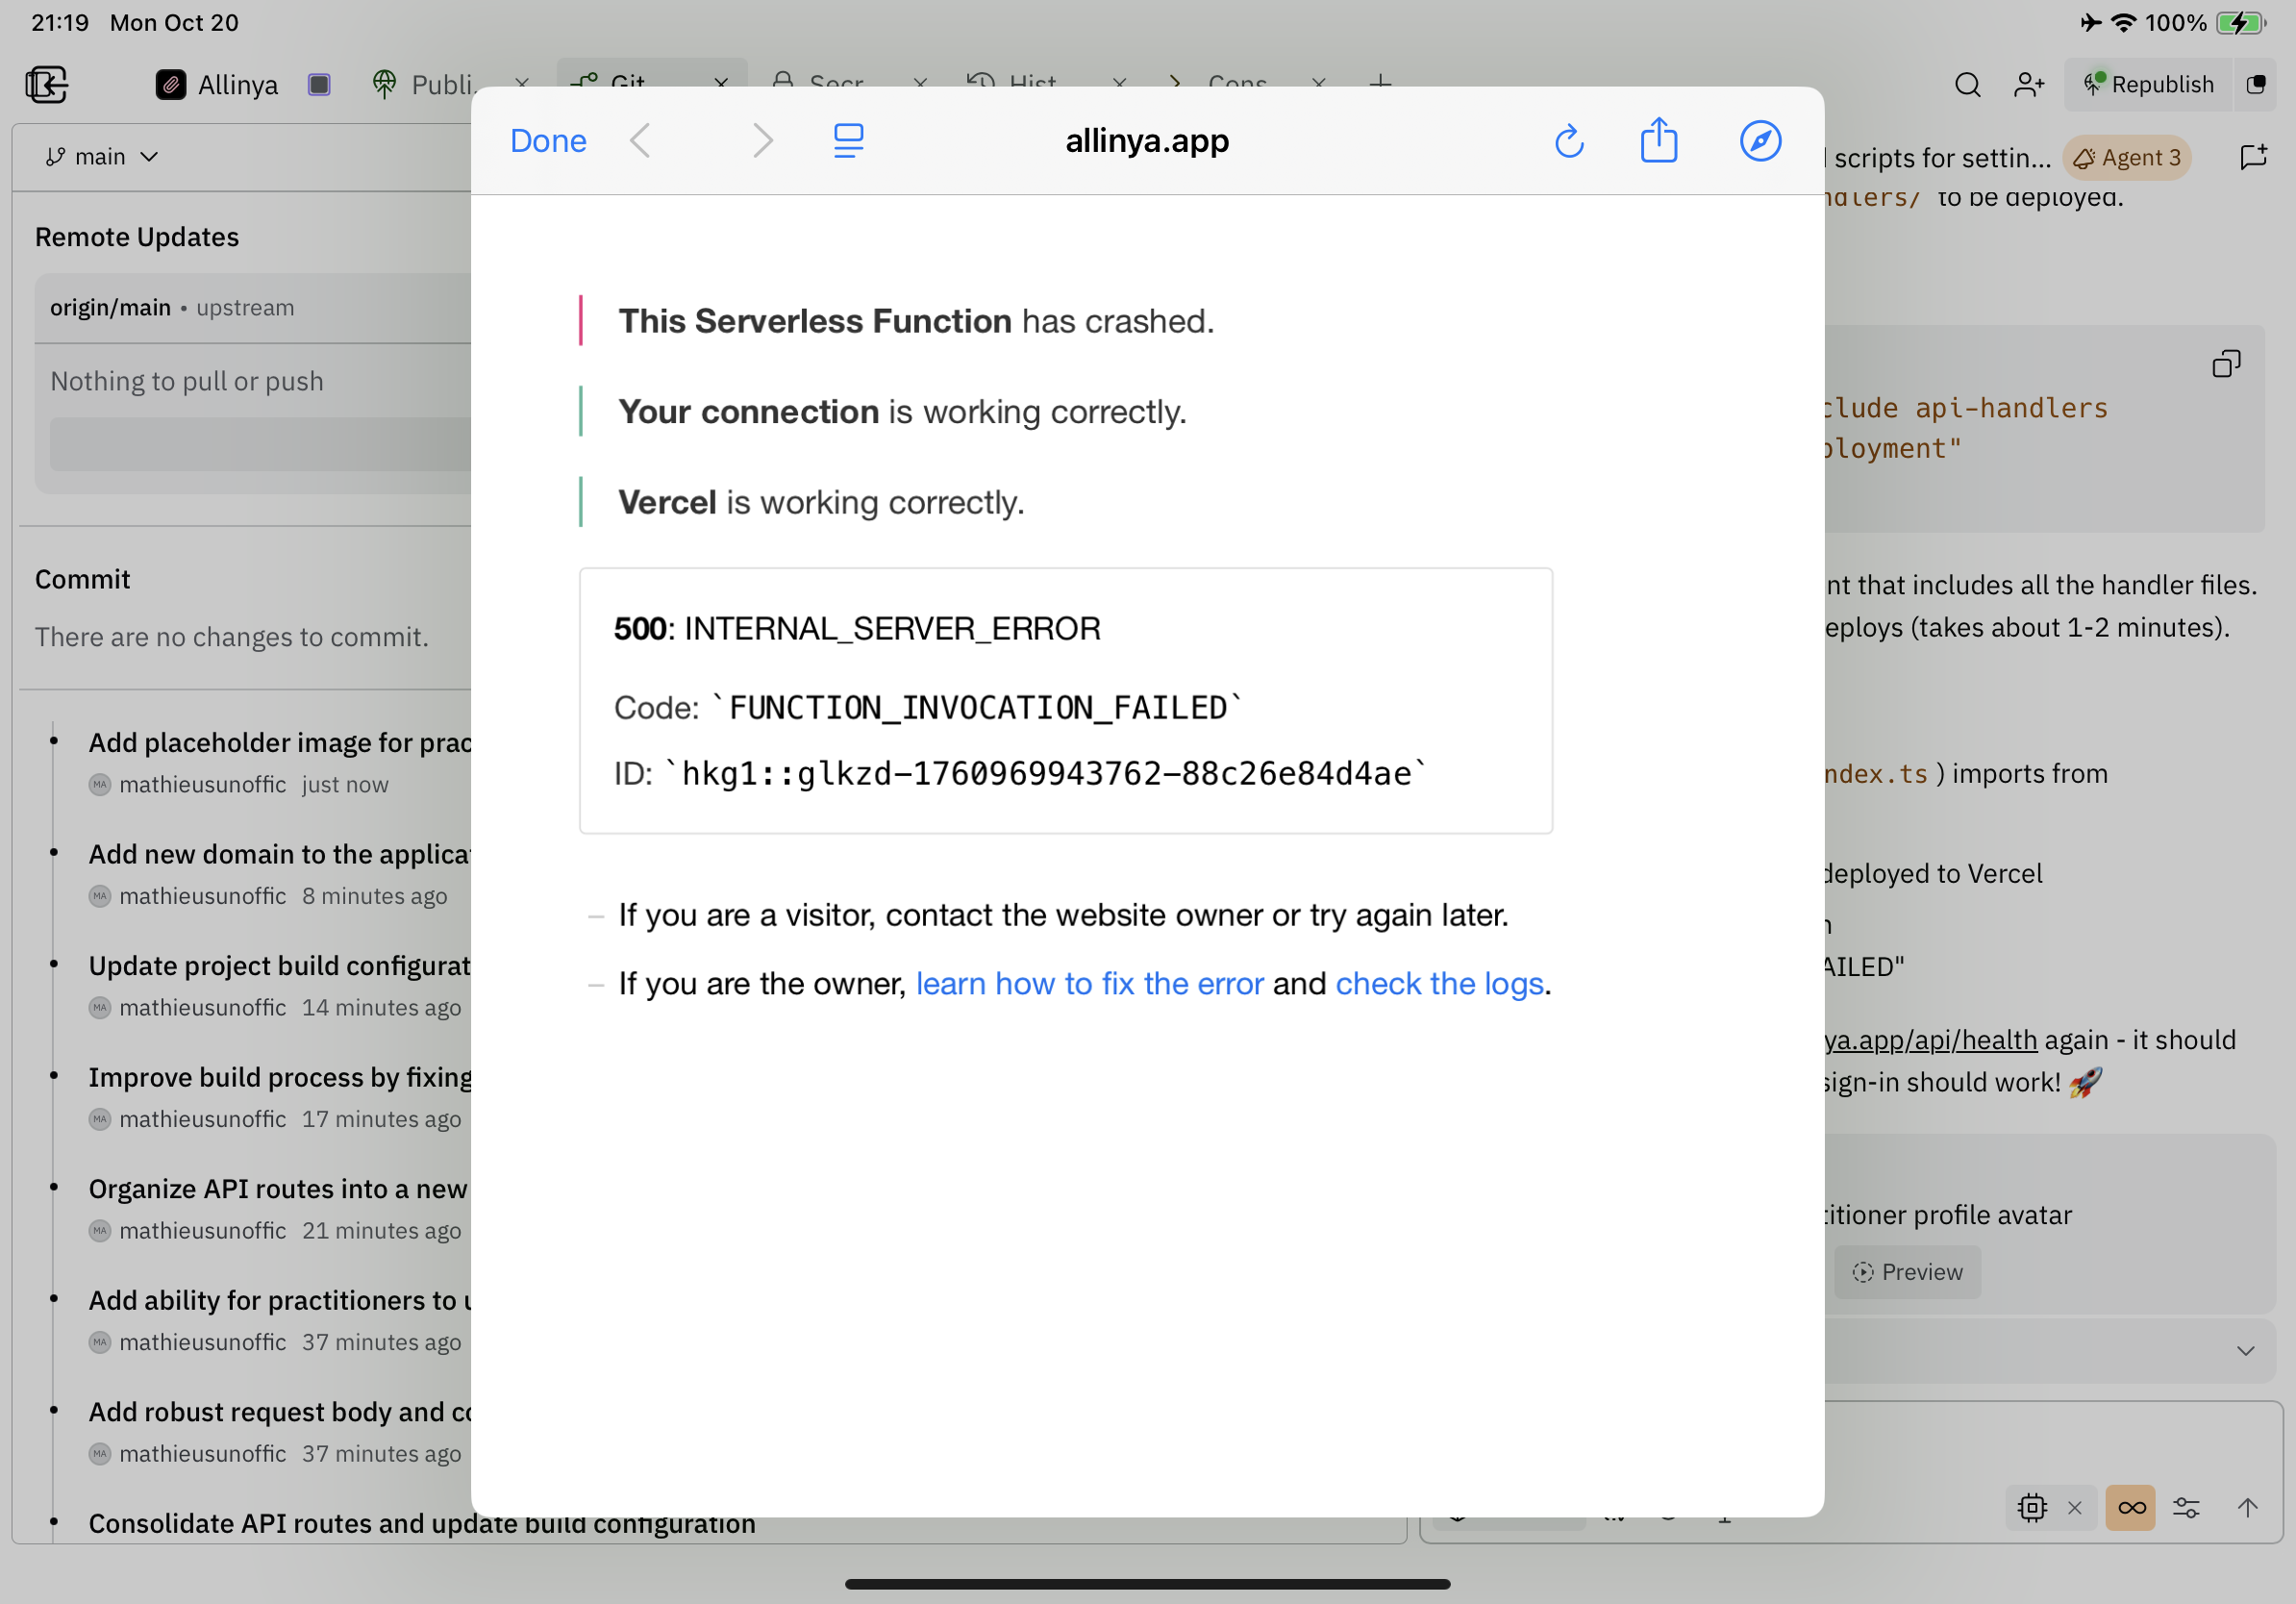 21:19 Mon Oct 20
100%
Allinya
Publi...
Git
Secr
Hist
Cons
Republish
main
Remote Updates
origin/main • upstream
Nothing to pull or push
Commit
There are no changes to commit.
Add placeholder image for prac
MA mathieusunoffic just now
Add new domain to the applica
MA mathieusunoffic 8 minutes ago
Update project build configurat
MA mathieusunoffic 14 minutes ago
Improve build process by fixing
MA mathieusunoffic 17 minutes ago
Organize API routes into a new
MA mathieusunoffic 21 minutes ago
Add ability for practitioners to u
MA mathieusunoffic 37 minutes ago
Add robust request body and co
MA mathieusunoffic 37 minutes ago
Consolidate API routes and update build configuration
Done
allinya.app
This Serverless Function has crashed.
Your connection is working correctly.
Vercel is working correctly.
500: INTERNAL_SERVER_ERROR
Code: `FUNCTION_INVOCATION_FAILED`
ID: `hkg1::glkzd-1760969943762-88c26e84d4ae`
– If you are a visitor, contact the website owner or try again later.
– If you are the owner, learn how to fix the error and check the logs.
scripts for settin...
Agent 3
ndlers/ to be deployed.
clude api-handlers
ployment"
nt that includes all the handler files.
eploys (takes about 1-2 minutes).
ndex.ts ) imports from
deployed to Vercel
AILED"
ya.app/api/health again - it should
sign-in should work! 🚀
titioner profile avatar
Preview